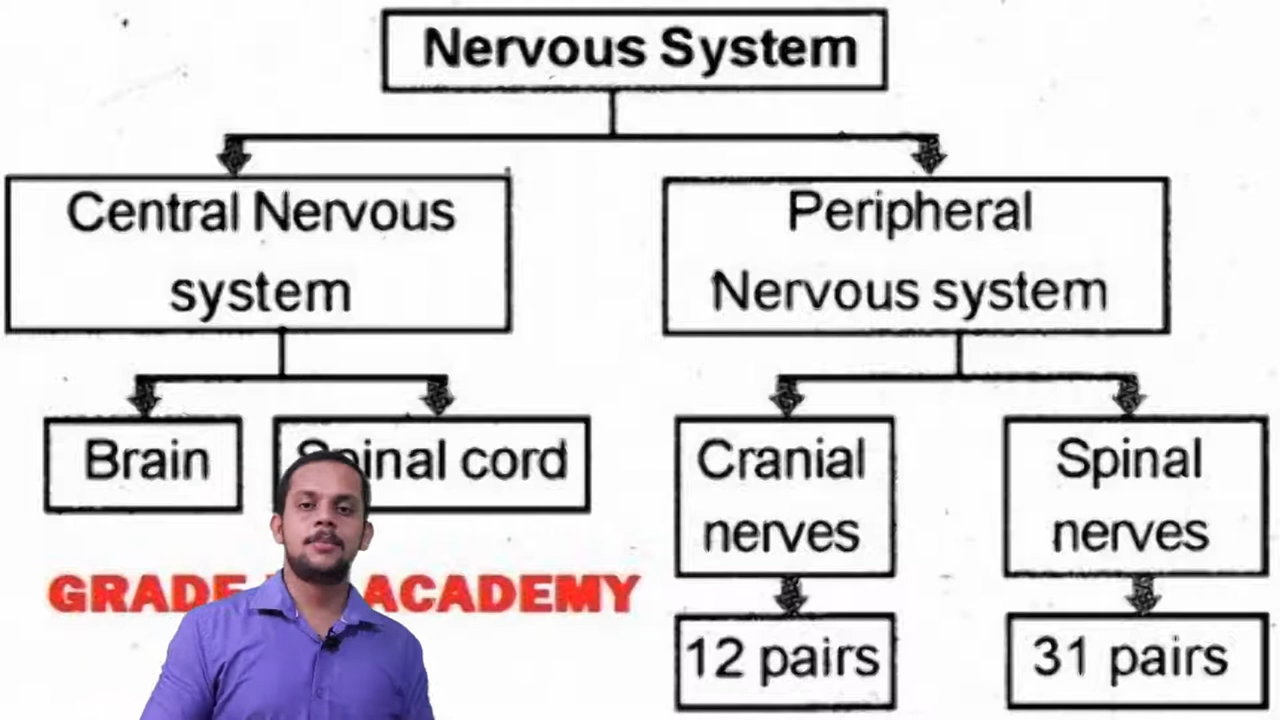 Nervous System
Central Nervous
system
Peripheral
Nervous system
Brain
Spinal cord
Cranial
nerves
Spinal
nerves
12 pairs
31 pairs
GRADE
ACADEMY